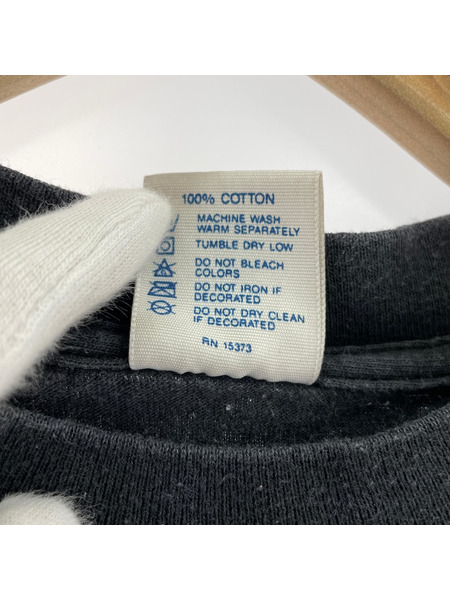 100% COTTON
MACHINE WASH
WARM SEPARATELY
TUMBLE DRY LOW
DO NOT BLEACH
COLORS
DO NOT IRON IF
DECORATED
DO NOT DRY CLEAN
IF DECORATED
RN 15373